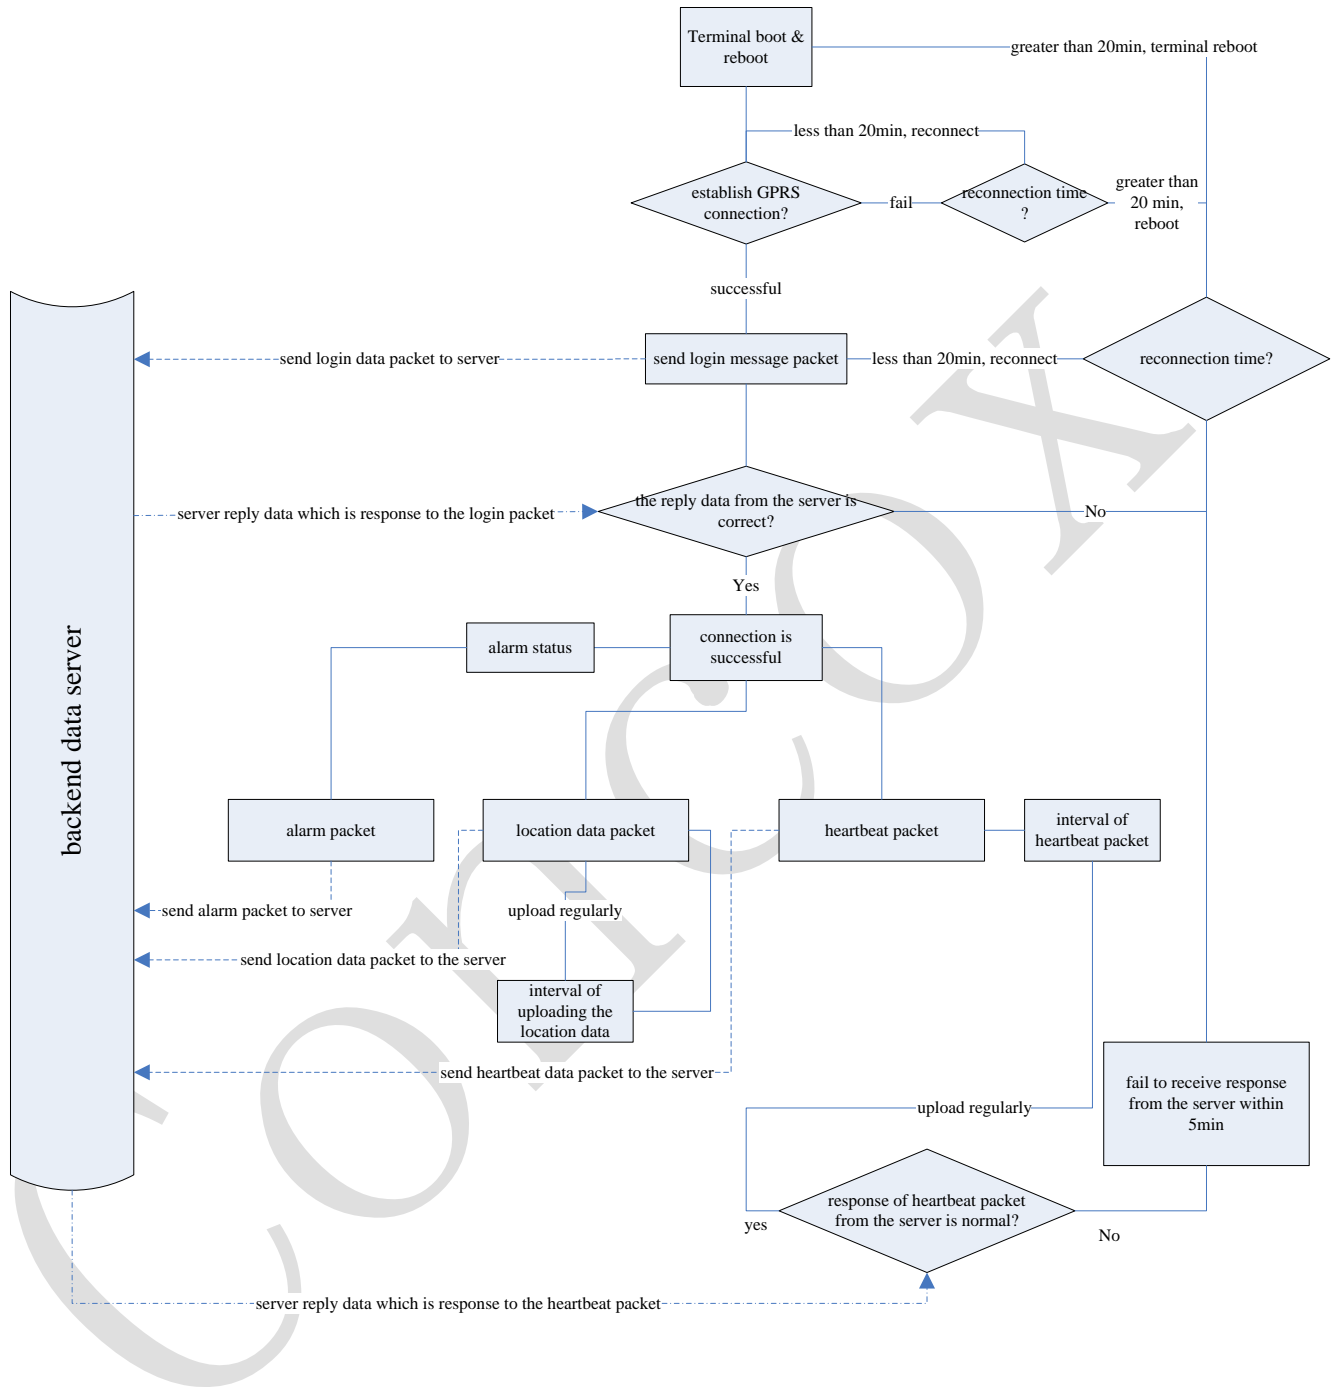 Terminal boot &
reboot
greater than 20min, terminal reboot
less than 20min, reconnect
establish GPRS
connection?
fail
reconnection time
?
greater than
20 min,
reboot
successful
send login data packet to server
send login message packet
less than 20min, reconnect
reconnection time?
server reply data which is response to the login packet
the reply data from the server is
correct?
No
Yes
backend data server
alarm status
connection is
successful
alarm packet
location data packet
heartbeat packet
interval of
heartbeat packet
send alarm packet to server
upload regularly
send location data packet to the server
interval of
uploading the
location data
send heartbeat data packet to the server
fail to receive response
from the server within
5min
upload regularly
response of heartbeat packet
from the server is normal?
yes
No
server reply data which is response to the heartbeat packet
Concox